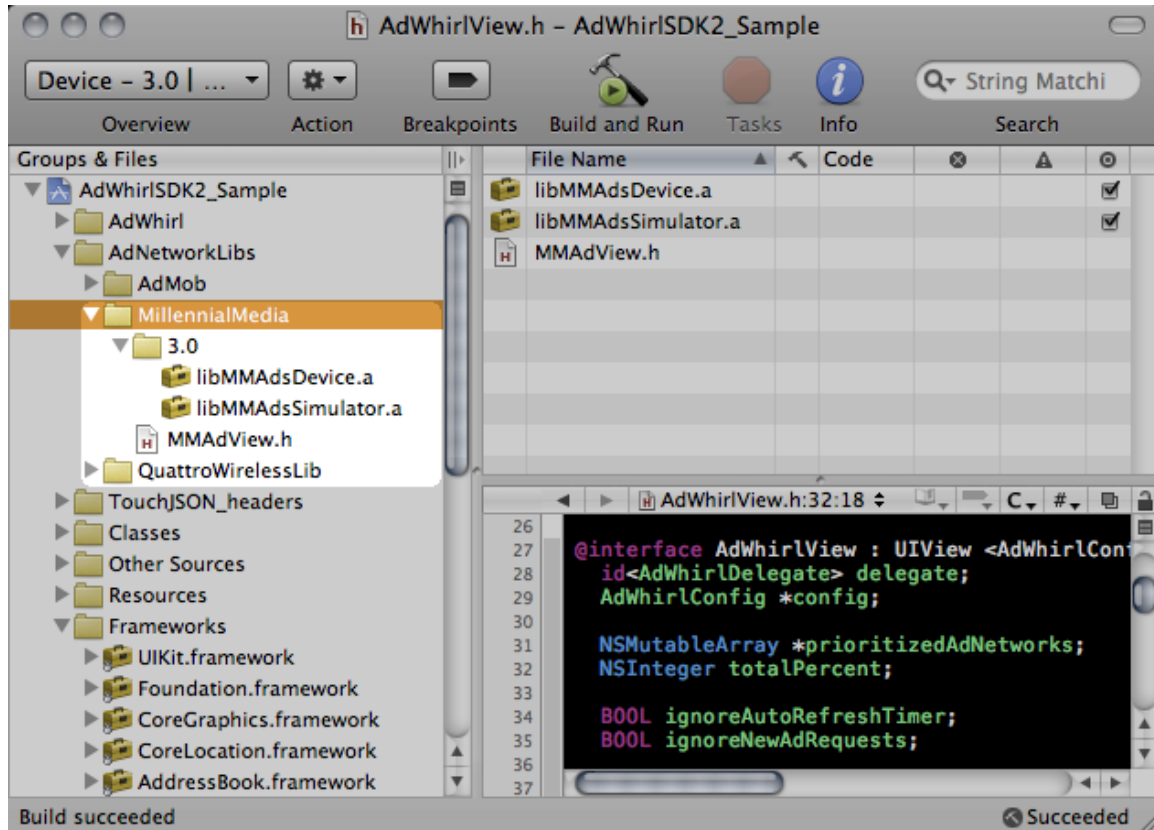 AdWhirlView.h – AdWhirlSDK2_Sample
Device – 3.0 | ...
String Matchi
Overview Action Breakpoints Build and Run Tasks Info Search
Groups & Files
AdWhirlSDK2_Sample
AdWhirl
AdNetworkLibs
AdMob
MillennialMedia
3.0
libMMAdsDevice.a
libMMAdsSimulator.a
MMAdView.h
QuattroWirelessLib
TouchJSON_headers
Classes
Other Sources
Resources
Frameworks
UIKit.framework
Foundation.framework
CoreGraphics.framework
CoreLocation.framework
AddressBook.framework
File Name Code
libMMAdsDevice.a
libMMAdsSimulator.a
MMAdView.h
AdWhirlView.h:32:18 C #
26
27 @interface AdWhirlView : UIView <AdWhirlConf
28 id<AdWhirlDelegate> delegate;
29 AdWhirlConfig *config;
30
31 NSMutableArray *prioritizedAdNetworks;
32 NSInteger totalPercent;
33
34 BOOL ignoreAutoRefreshTimer;
35 BOOL ignoreNewAdRequests;
36
37
Build succeeded Succeeded